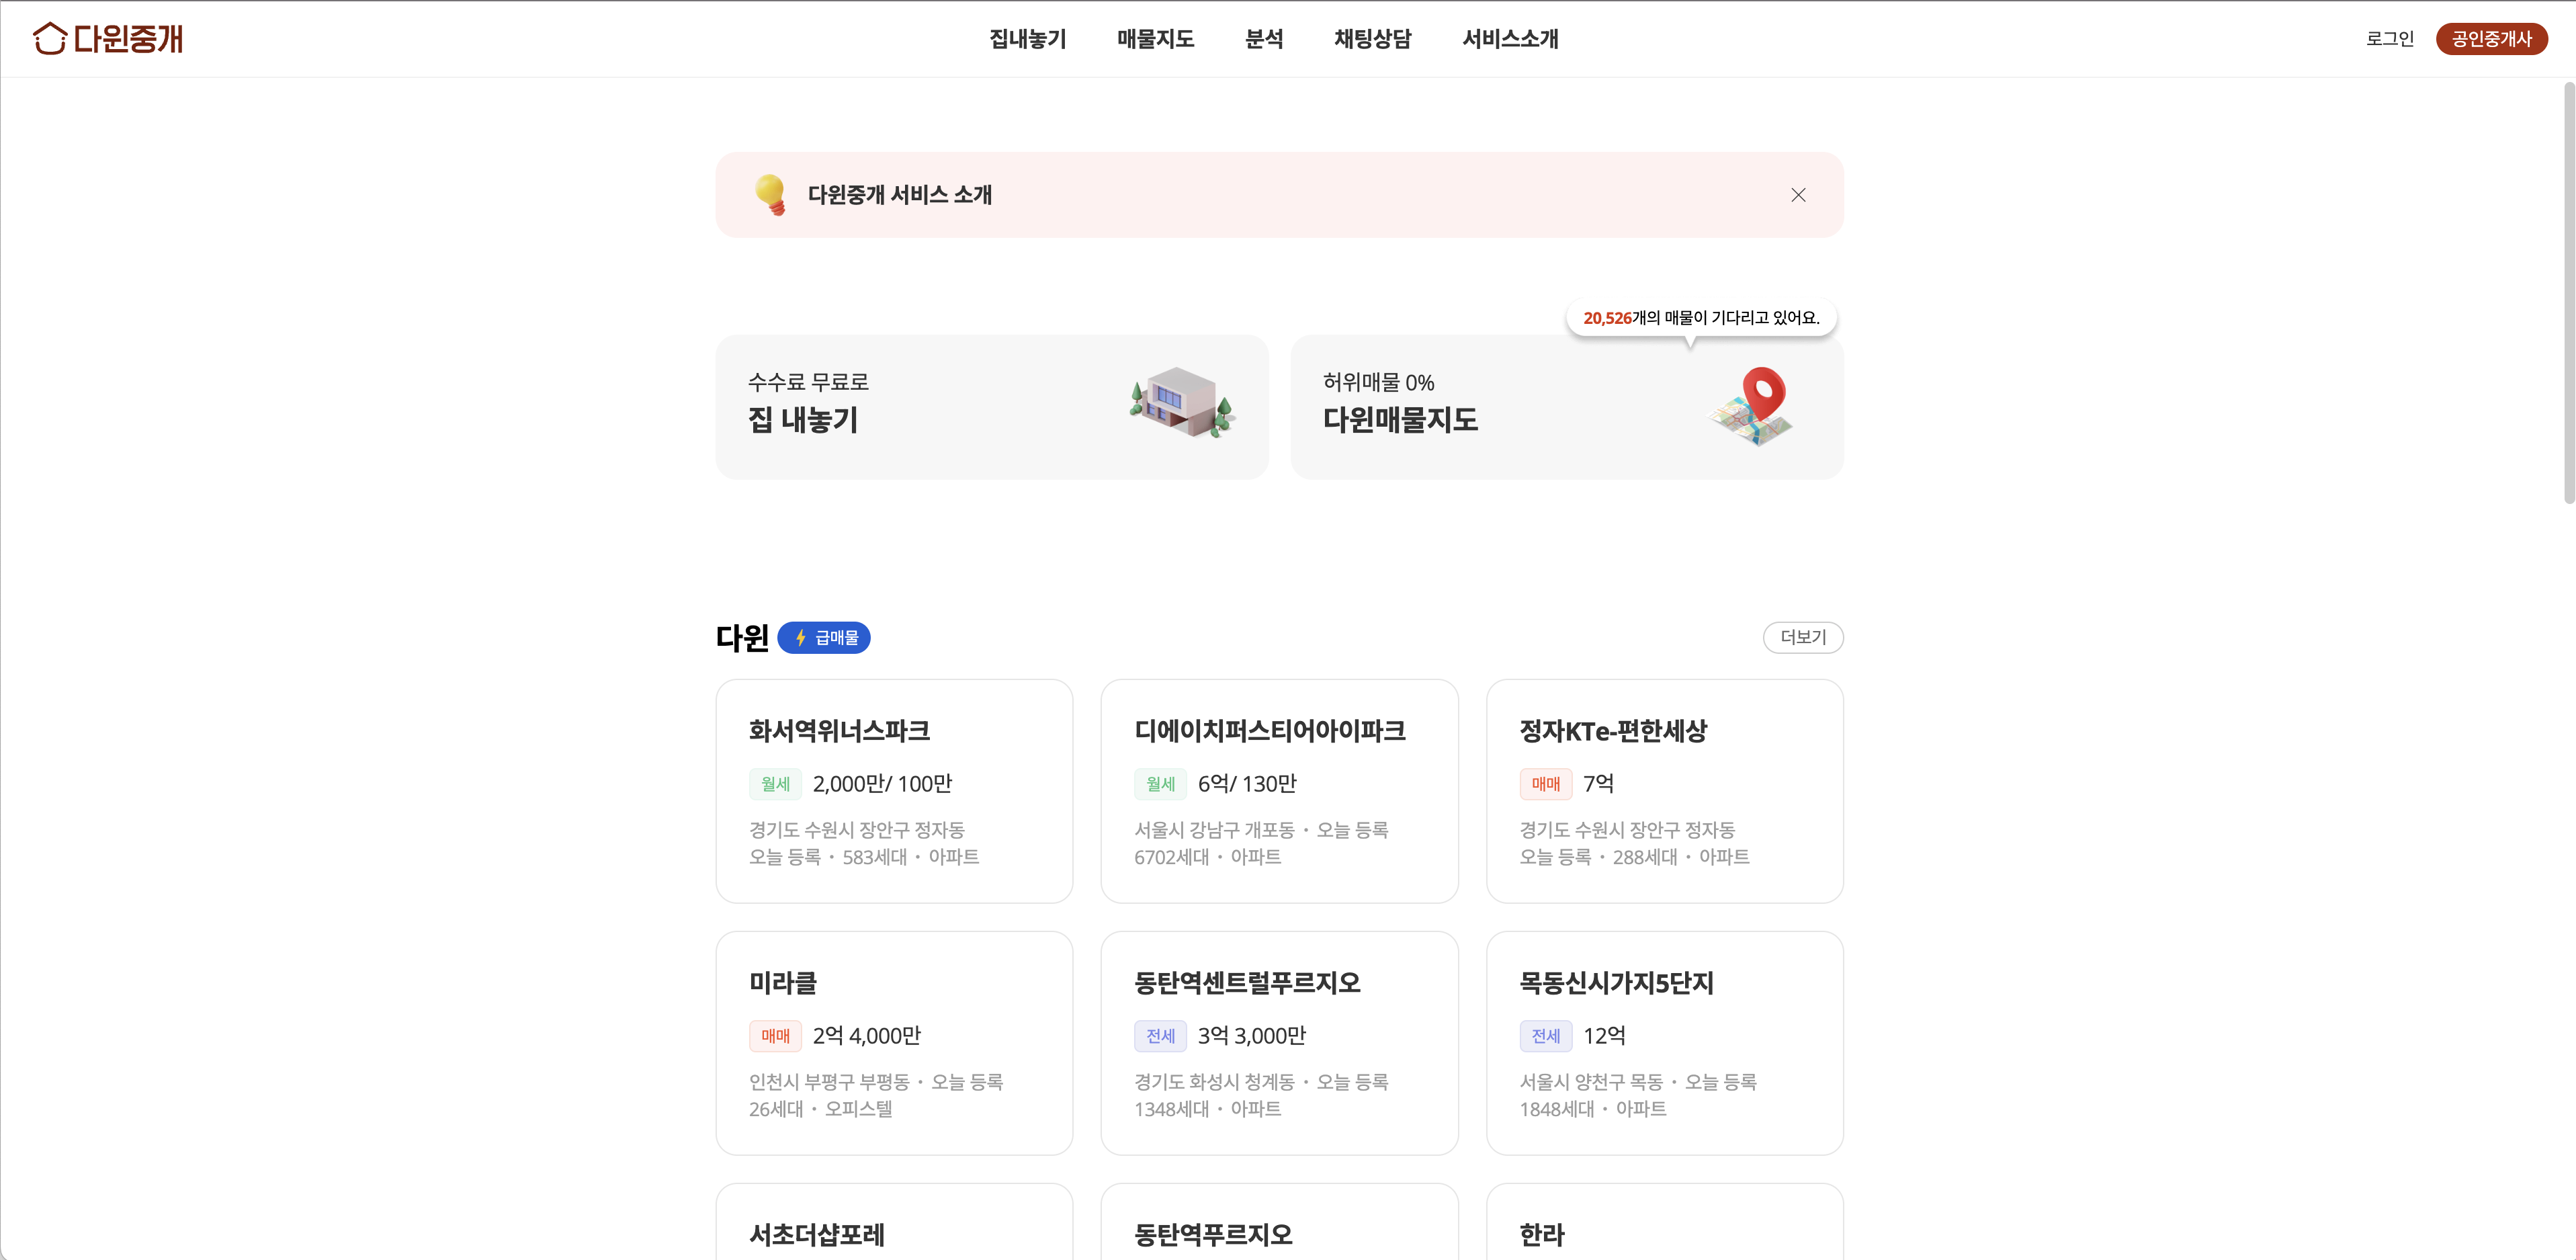 다윈중개
집내놓기
매물지도
분석
채팅상담
서비스소개
로그인
공인중개사
다윈중개 서비스 소개
20,526개의 매물이 기다리고 있어요.
수수료 무료로
집 내놓기
허위매물 0%
다윈매물지도
다윈
급매물
더보기
화서역위너스파크
월세 2,000만/ 100만
경기도 수원시 장안구 정자동
오늘 등록・583세대・아파트
디에이치퍼스티어아이파크
월세 6억/ 130만
서울시 강남구 개포동・오늘 등록
6702세대・아파트
정자KTe-편한세상
매매 7억
경기도 수원시 장안구 정자동
오늘 등록・288세대・아파트
미라클
매매 2억 4,000만
인천시 부평구 부평동・오늘 등록
26세대・오피스텔
동탄역센트럴푸르지오
전세 3억 3,000만
경기도 화성시 청계동・오늘 등록
1348세대・아파트
목동신시가지5단지
전세 12억
서울시 양천구 목동・오늘 등록
1848세대・아파트
서초더샵포레
동탄역푸르지오
한라